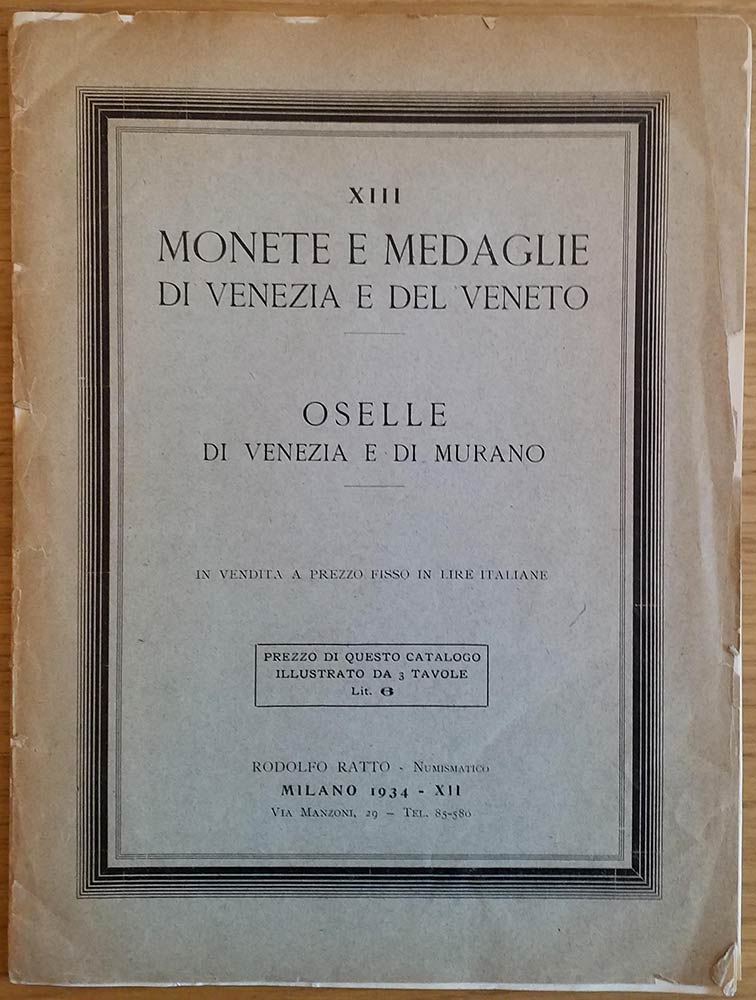 XIII
MONETE E MEDAGLIE
DI VENEZIA E DEL VENETO
OSELLE
DI VENEZIA E DI MURANO
IN VENDITA A PREZZO FISSO IN LIRE ITALIANE
PREZZO DI QUESTO CATALOGO
ILLUSTRATO DA 3 TAVOLE
Lit. 6
RODOLFO RATTO - NUMISMATICO
MILANO 1934 - XII
VIA MANZONI, 29 — TEL. 85-580